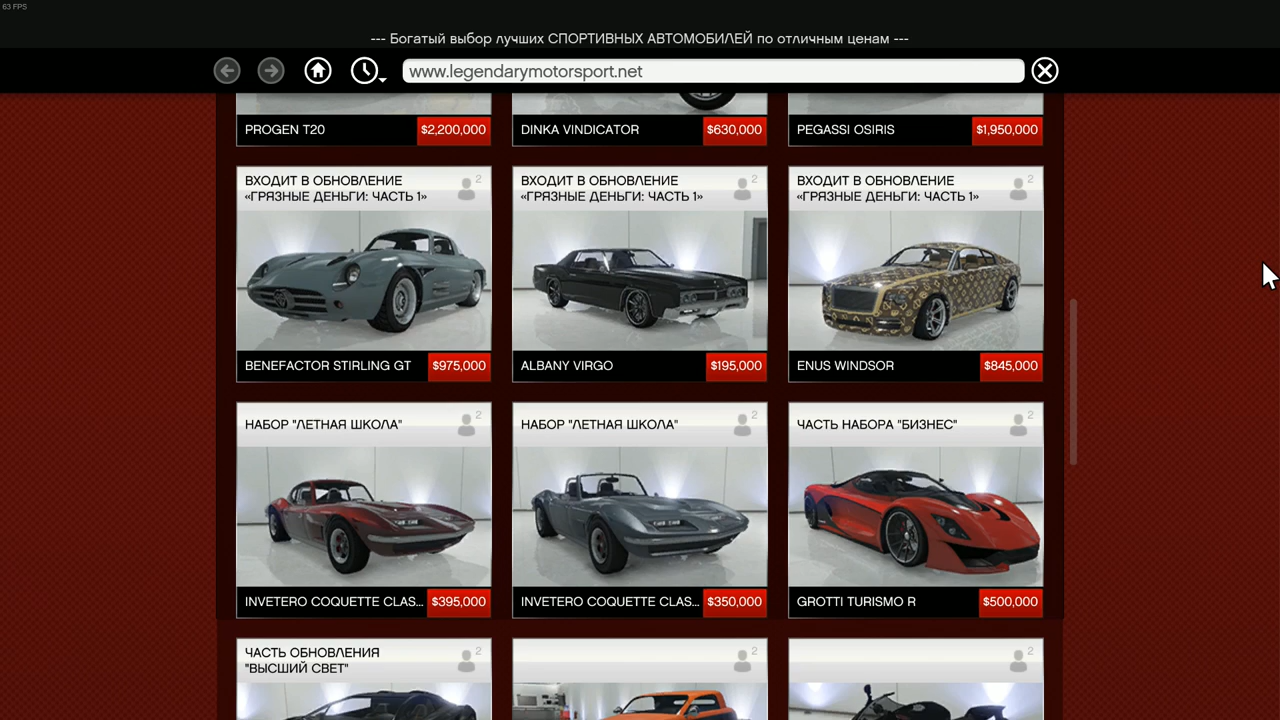 63 FPS
--- Богатый выбор лучших СПОРТИВНЫХ АВТОМОБИЛЕЙ по отличным ценам ---
www.legendarymotorsport.net
PROGEN T20 $2,200,000
DINKA VINDICATOR $630,000
PEGASSI OSIRIS $1,950,000
ВХОДИТ В ОБНОВЛЕНИЕ
«ГРЯЗНЫЕ ДЕНЬГИ: ЧАСТЬ 1»
2
BENEFACTOR STIRLING GT $975,000
ВХОДИТ В ОБНОВЛЕНИЕ
«ГРЯЗНЫЕ ДЕНЬГИ: ЧАСТЬ 1»
2
ALBANY VIRGO $195,000
ВХОДИТ В ОБНОВЛЕНИЕ
«ГРЯЗНЫЕ ДЕНЬГИ: ЧАСТЬ 1»
2
ENUS WINDSOR $845,000
НАБОР "ЛЕТНАЯ ШКОЛА"
2
INVETERO COQUETTE CLAS... $395,000
НАБОР "ЛЕТНАЯ ШКОЛА"
2
INVETERO COQUETTE CLAS... $350,000
ЧАСТЬ НАБОРА "БИЗНЕС"
2
GROTTI TURISMO R $500,000
ЧАСТЬ ОБНОВЛЕНИЯ
"ВЫСШИЙ СВЕТ"
2
2
2